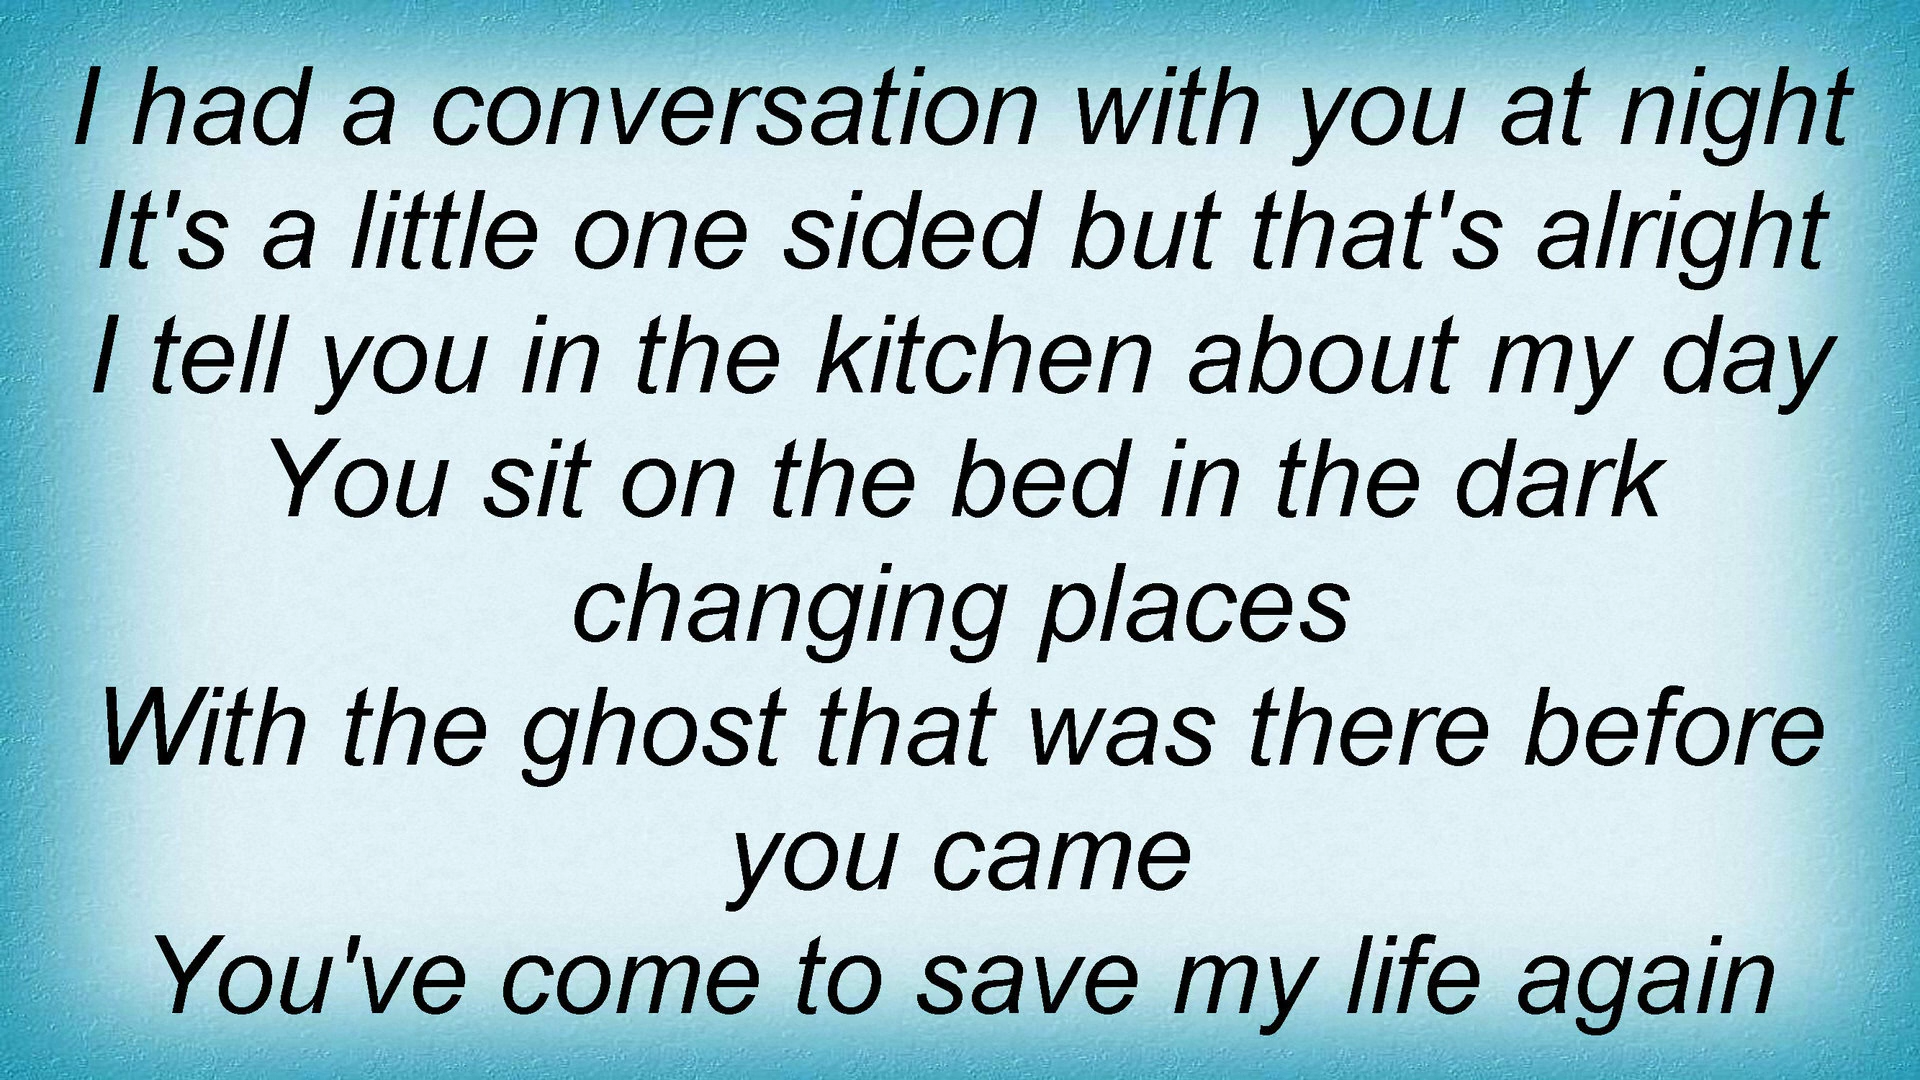 I had a conversation with you at night
It's a little one sided but that's alright
I tell you in the kitchen about my day
You sit on the bed in the dark
changing places
With the ghost that was there before
you came
You've come to save my life again